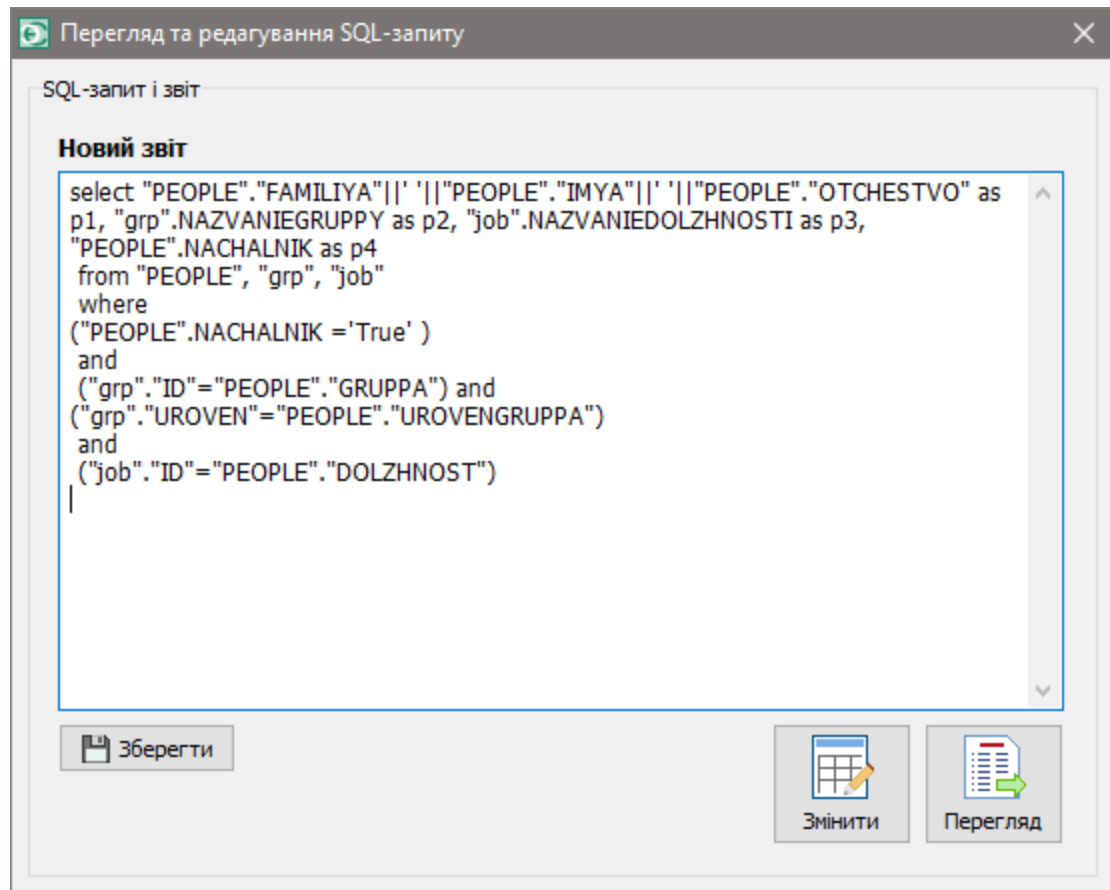 Перегляд та редагування SQL-запиту
SQL-запит і звіт
Новий звіт
select "PEOPLE"."FAMILIYA"||' '||"PEOPLE"."IMYA"||' '||"PEOPLE"."OTCHESTVO" as
p1, "grp".NAZVANIEGRUPPY as p2, "job".NAZVANIEDOLZHNOSTI as p3,
"PEOPLE".NACHALNIK as p4
from "PEOPLE", "grp", "job"
where
("PEOPLE".NACHALNIK ='True' )
and
("grp"."ID"="PEOPLE"."GRUPPA") and
("grp"."UROVEN"="PEOPLE"."UROVENGRUPPA")
and
("job"."ID"="PEOPLE"."DOLZHNOST")
Зберегти
Змінити
Перегляд